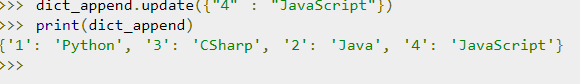 >>> dict_append.update({"4" : "JavaScript"})
>>> print(dict_append)
{'1': 'Python', '3': 'CSharp', '2': 'Java', '4': 'JavaScript'}
>>>